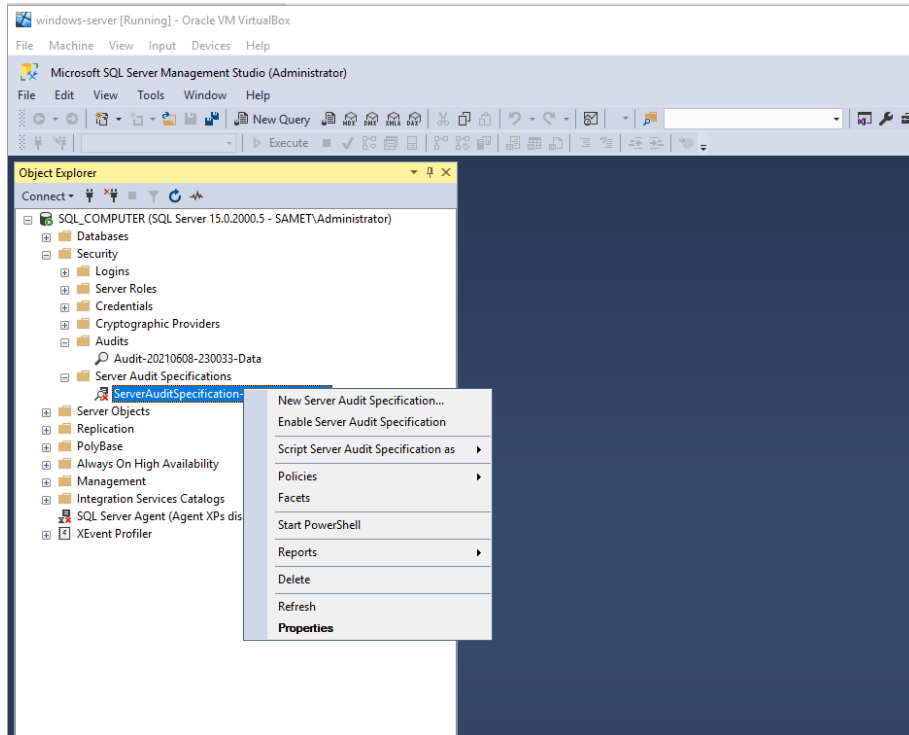 windows-server [Running] - Oracle VM VirtualBox
File Machine View Input Devices Help
Microsoft SQL Server Management Studio (Administrator)
File Edit View Tools Window Help
New Query MDX DMX XMLA DAX
Execute
Object Explorer
Connect
SQL_COMPUTER (SQL Server 15.0.2000.5 - SAMET\Administrator)
Databases
Security
Logins
Server Roles
Credentials
Cryptographic Providers
Audits
Audit-20210608-230033-Data
Server Audit Specifications
ServerAuditSpecification-
Server Objects
Replication
PolyBase
Always On High Availability
Management
Integration Services Catalogs
SQL Server Agent (Agent XPs dis
XEvent Profiler
New Server Audit Specification...
Enable Server Audit Specification
Script Server Audit Specification as
Policies
Facets
Start PowerShell
Reports
Delete
Refresh
Properties